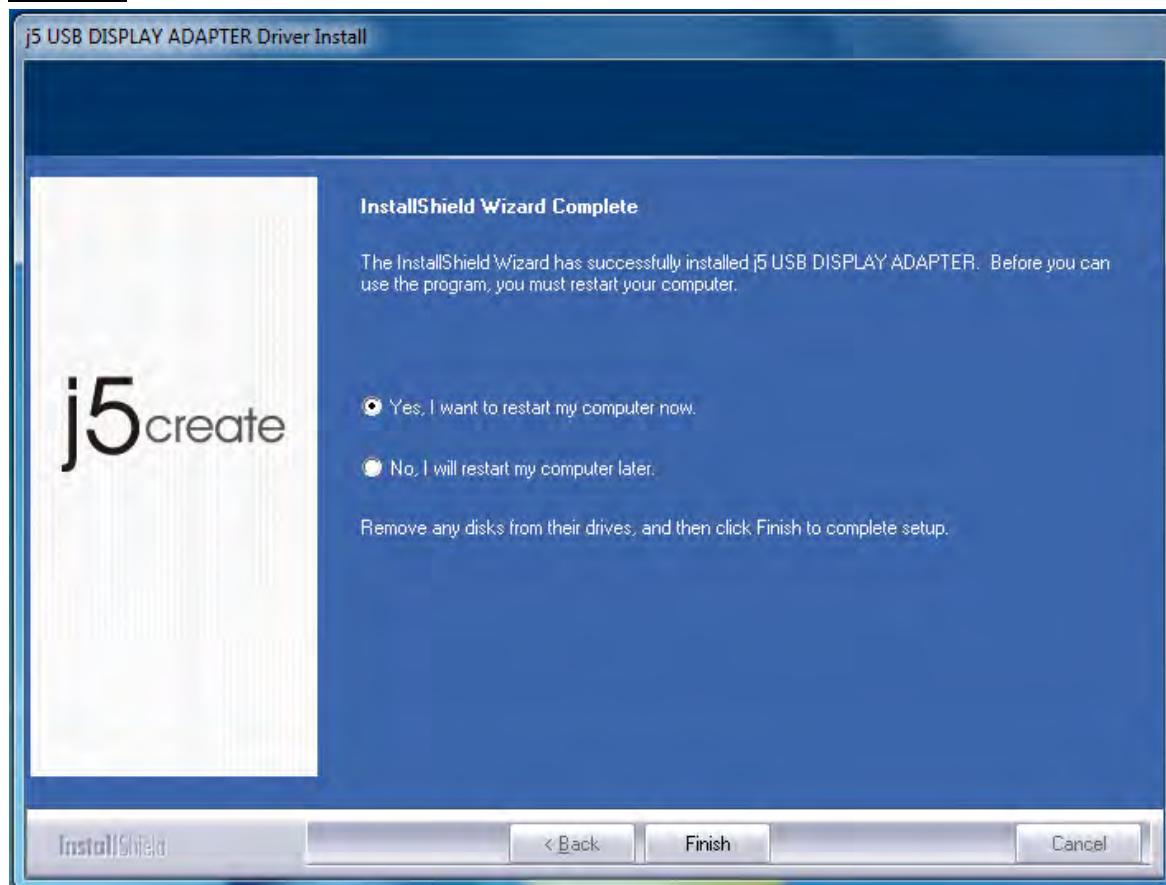 j5 USB DISPLAY ADAPTER Driver Install
InstallShield Wizard Complete
The InstallShield Wizard has successfully installed j5 USB DISPLAY ADAPTER.  Before you can
use the program, you must restart your computer.
j5create
Yes, I want to restart my computer now.
No, I will restart my computer later.
Remove any disks from their drives, and then click Finish to complete setup.
InstallShield
< Back
Finish
Cancel